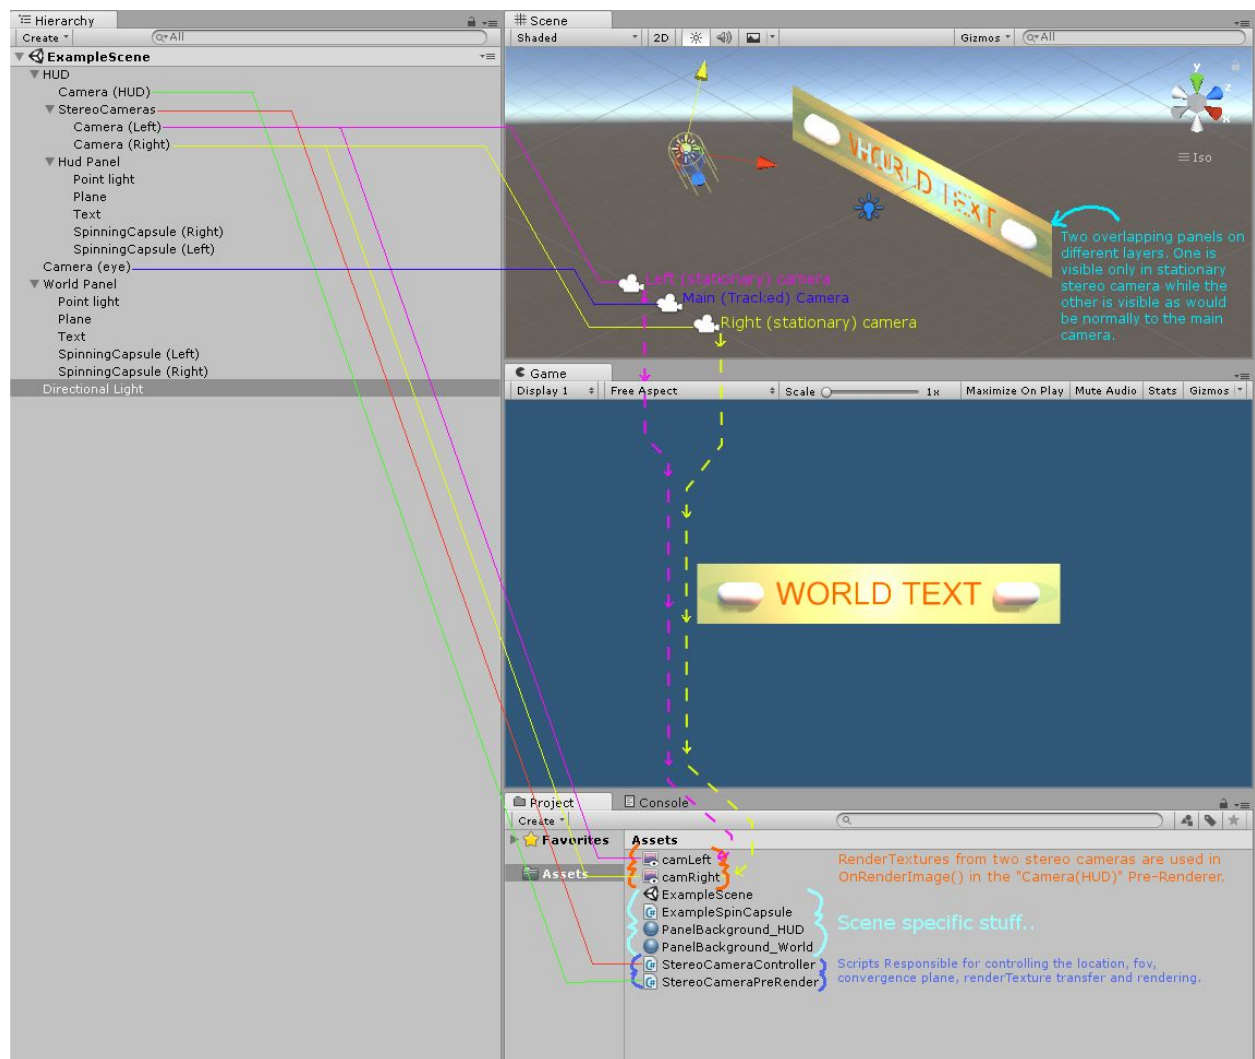 Hierarchy
Create
All
ExampleScene
HUD
Camera (HUD)
StereoCameras
Camera (Left)
Camera (Right)
Hud Panel
Point light
Plane
Text
SpinningCapsule (Right)
SpinningCapsule (Left)
Camera (eye)
World Panel
Point light
Plane
Text
SpinningCapsule (Left)
SpinningCapsule (Right)
Directional Light
Scene
Shaded
2D
Gizmos
All
y
z
x
Iso
TEXT
Two overlapping panels on
different layers. One is
visible only in stationary
stereo camera while the
other is visible as would
be normally to the main
camera.
Left (stationary) camera
Main (Tracked) Camera
Right (stationary) camera
Game
Display 1
Free Aspect
Scale
1x
Maximize On Play
Mute Audio
Stats
Gizmos
WORLD TEXT
Project
Console
Create
Favorites
Assets
Assets
camLeft
camRight
ExampleScene
ExampleSpinCapsule
PanelBackground_HUD
PanelBackground_World
StereoCameraController
StereoCameraPreRender
RenderTextures from two stereo cameras are used in
OnRenderImage() in the "Camera(HUD)" Pre-Renderer.
Scene specific stuff..
Scripts Responsible for controlling the location, fov,
convergence plane, renderTexture transfer and rendering.